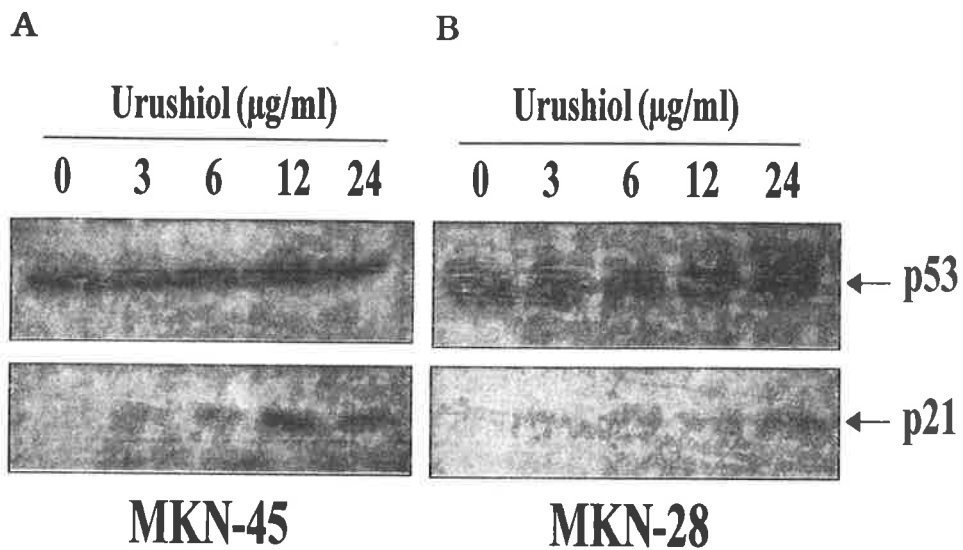 A
B
Urushiol (μg/ml)
Urushiol (μg/ml)
0 3 6 12 24
0 3 6 12 24
p53
p21
MKN-45
MKN-28